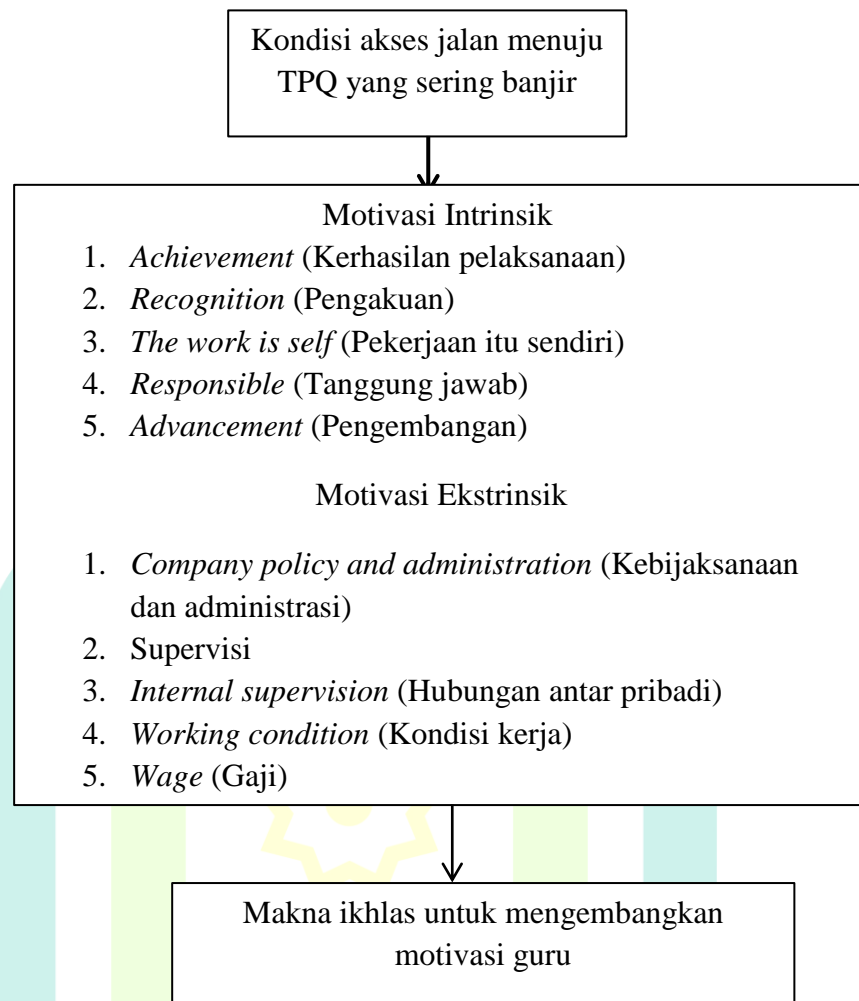 Kondisi akses jalan menuju
TPQ yang sering banjir
Motivasi Intrinsik
1. Achievement (Kerhasilan pelaksanaan)
2. Recognition (Pengakuan)
3. The work is self (Pekerjaan itu sendiri)
4. Responsible (Tanggung jawab)
5. Advancement (Pengembangan)
Motivasi Ekstrinsik
1. Company policy and administration (Kebijaksanaan
dan administrasi)
2. Supervisi
3. Internal supervision (Hubungan antar pribadi)
4. Working condition (Kondisi kerja)
5. Wage (Gaji)
Makna ikhlas untuk mengembangkan
motivasi guru